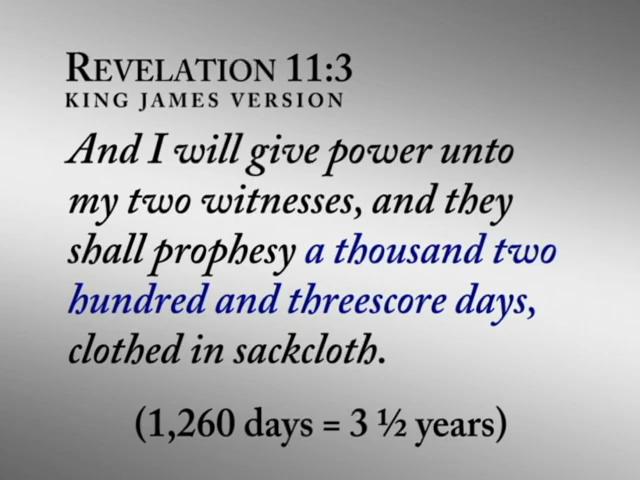 REVELATION 11:3
KING JAMES VERSION
And I will give power unto
my two witnesses, and they
shall prophesy a thousand two
hundred and threescore days,
clothed in sackcloth.
(1,260 days = 3 ½ years)